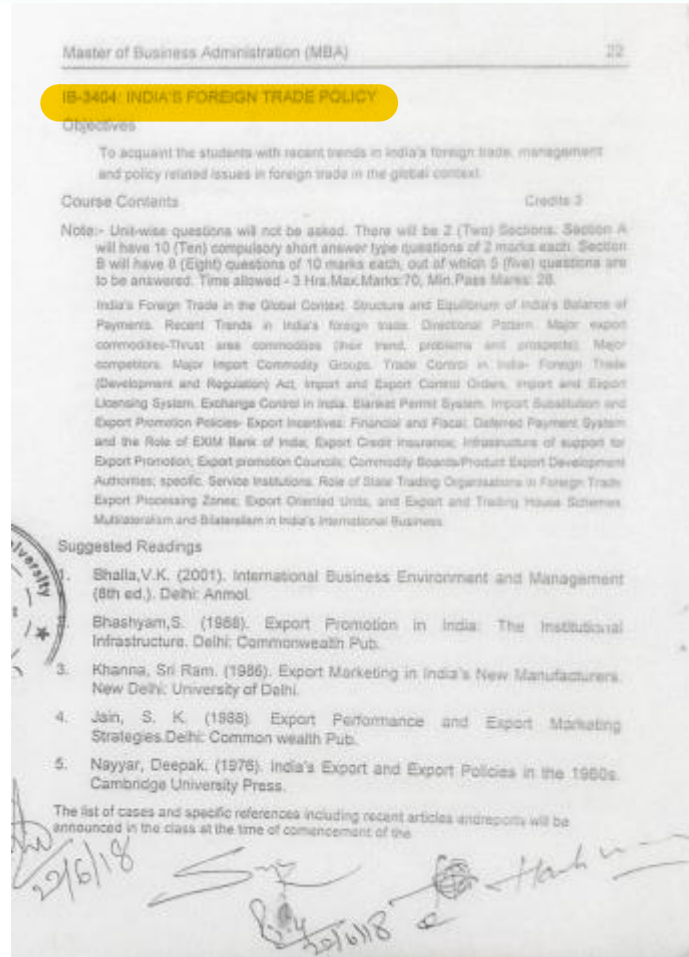 Master of Business Administration (MBA) 22
IB-3404: INDIA'S FOREIGN TRADE POLICY
Objectives
To acquaint the students with recent trends in India's foreign trade, management
and policy related issues in foreign trade in the global context.
Course Contents Credits 3
Note:- Unit-wise questions will not be asked. There will be 2 (Two) Sections. Section A
will have 10 (Ten) compulsory short answer type questions of 2 marks each. Section
B will have 8 (Eight) questions of 10 marks each, out of which 5 (five) questions are
to be answered. Time allowed - 3 Hrs.Max.Marks:70, Min.Pass Marks: 28.
India's Foreign Trade in the Global Context. Structure and Equilibrium of India's Balance of
Payments. Recent Trends in India's foreign trade. Directional Pattern. Major export
commodities-Thrust area commodities (their trend, problems and prospects), Major
competitors. Major Import Commodity Groups. Trade Control in India- Foreign Trade
(Development and Regulation) Act, Import and Export Control Orders, Import and Export
Licensing System. Exchange Control in India. Blanket Permit System. Import Substitution and
Export Promotion Policies- Export Incentives: Financial and Fiscal; Deferred Payment System
and the Role of EXIM Bank of India; Export Credit Insurance; Infrastructure of support for
Export Promotion; Export promotion Councils; Commodity Boards/Product Export Development
Authorities; specific. Service Institutions. Role of State Trading Organisations in Foreign Trade.
Export Processing Zones; Export Oriented Units, and Export and Trading House Schemes.
Multilateralism and Bilateralism in India's International Business
Suggested Readings
1. Bhalla,V.K. (2001). International Business Environment and Management
(8th ed.). Delhi: Anmol.
Bhashyam,S. (1988). Export Promotion in India: The Institutional
Infrastructure. Delhi: Commonwealth Pub.
3. Khanna, Sri Ram. (1986). Export Marketing in India's New Manufacturers.
New Delhi: University of Delhi.
4. Jain, S. K. (1988). Export Performance and Export Marketing
Strategies.Delhi: Common wealth Pub.
5. Nayyar, Deepak. (1976). India's Export and Export Policies in the 1960s.
Cambridge University Press.
The list of cases and specific references including recent articles andreports will be
announced in the class at the time of comencement of the
22/6/18